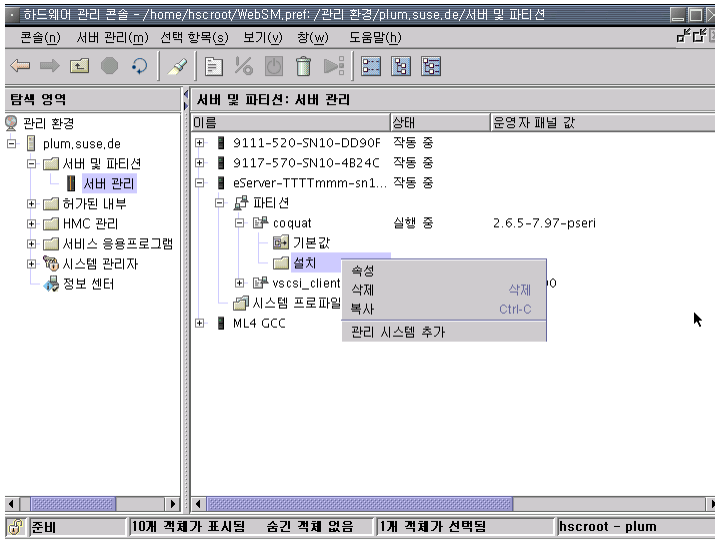 하드웨어 관리 콘솔 - /home/hscroot/WebSM.pref: /관리 환경/plum.suse.de/서버 및 파티션
콘솔(n) 서버 관리(m) 선택 항목(s) 보기(v) 창(w) 도움말(h)
탐색 영역
관리 환경
plum.suse.de
서버 및 파티션
서버 관리
허가된 내부
HMC 관리
서비스 응용프로그램
시스템 관리자
정보 센터
서버 및 파티션: 서버 관리
이름 상태 운영자 패널 값
9111-520-SN10-DD90F 작동 중
9117-570-SN10-4B24C 작동 중
eServer-TTTTmmm-sn1... 작동 중
파티션
coquat 실행 중 2.6.5-7.97-pseri
기본값
설치
vscsi_client
시스템 프로파일
ML4 GCC
속성
삭제 삭제
복사 Ctrl-C
관리 시스템 추가
준비 10개 객체가 표시됨 숨긴 객체 없음 1개 객체가 선택됨 hscroot - plum